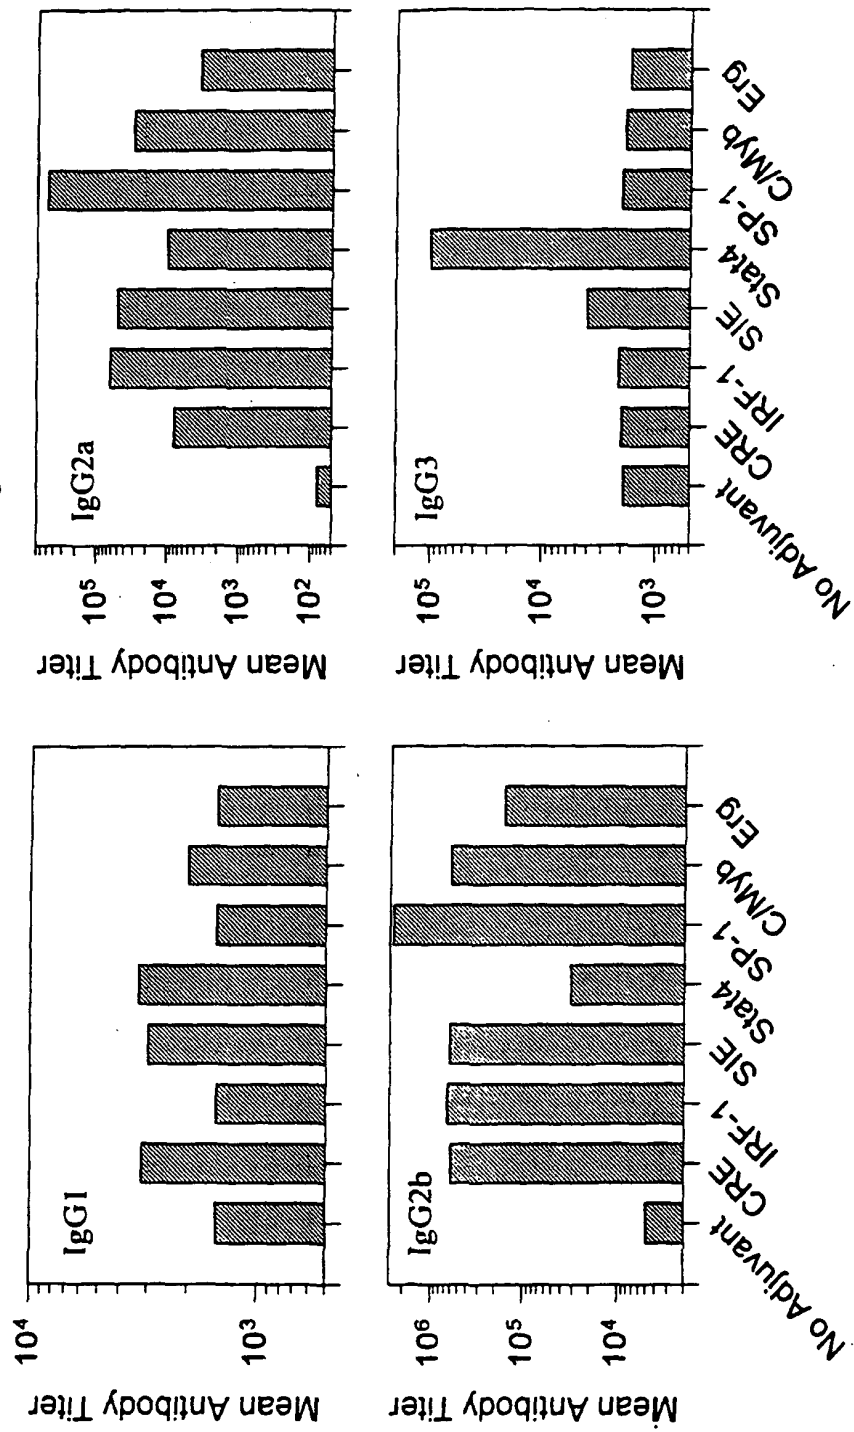 IgG1
Mean Antibody Titer
10⁴
10³
IgG2a
Mean Antibody Titer
10⁵
10⁴
10³
10²
IgG2b
Mean Antibody Titer
10⁶
10⁵
10⁴
No Adjuvant
CRE
IRF-1
SIE
Stat4
SP-1
C/Myb
Erg
IgG3
Mean Antibody Titer
10⁵
10⁴
10³
No Adjuvant
CRE
IRF-1
SIE
Stat4
SP-1
C/Myb
Erg